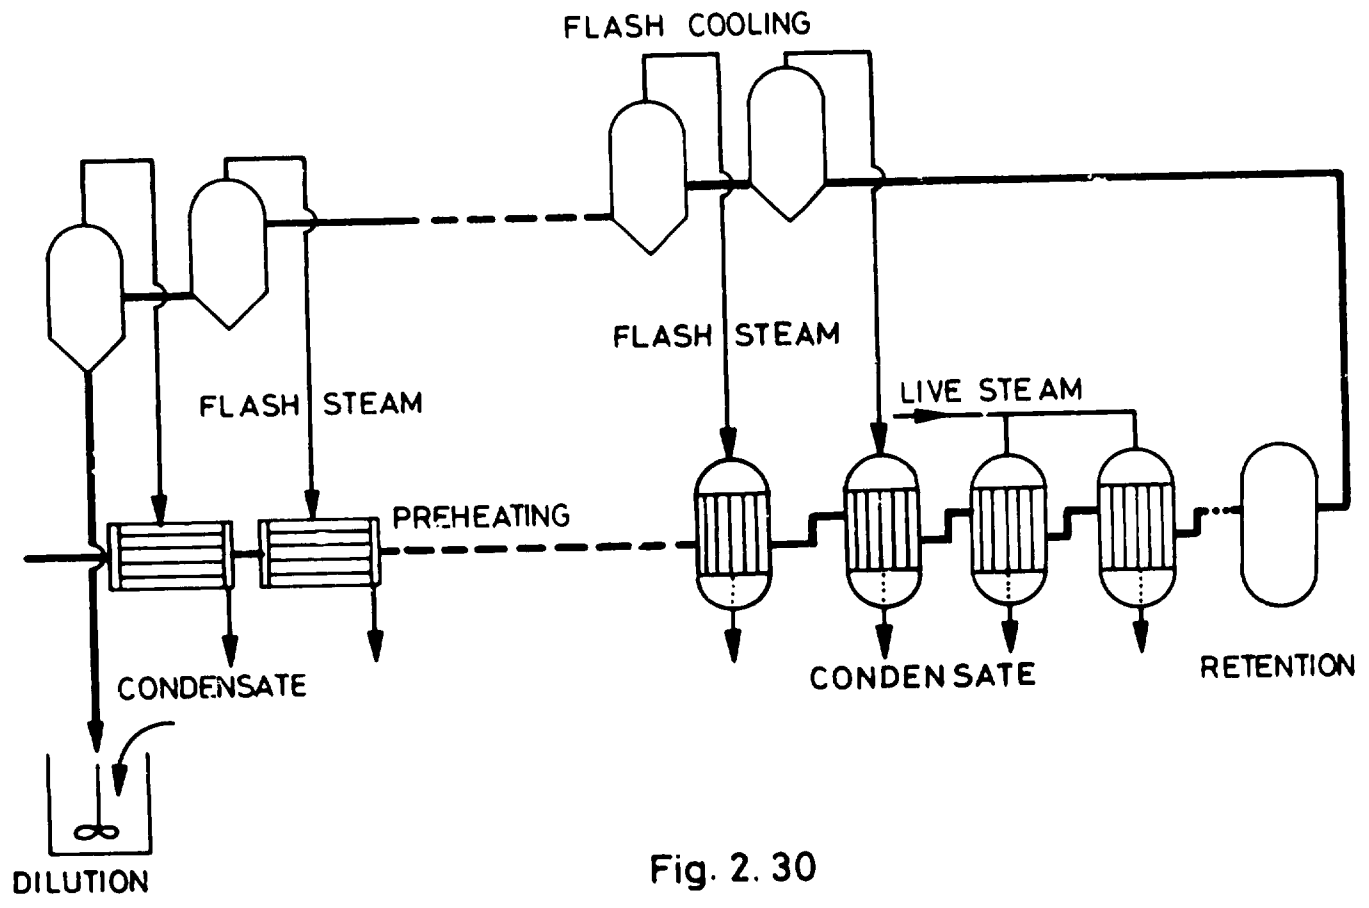 FLASH COOLING
FLASH STEAM
LIVE STEAM
FLASH STEAM
PREHEATING
CONDENSATE
CONDENSATE
RETENTION
DILUTION
Fig. 2. 30